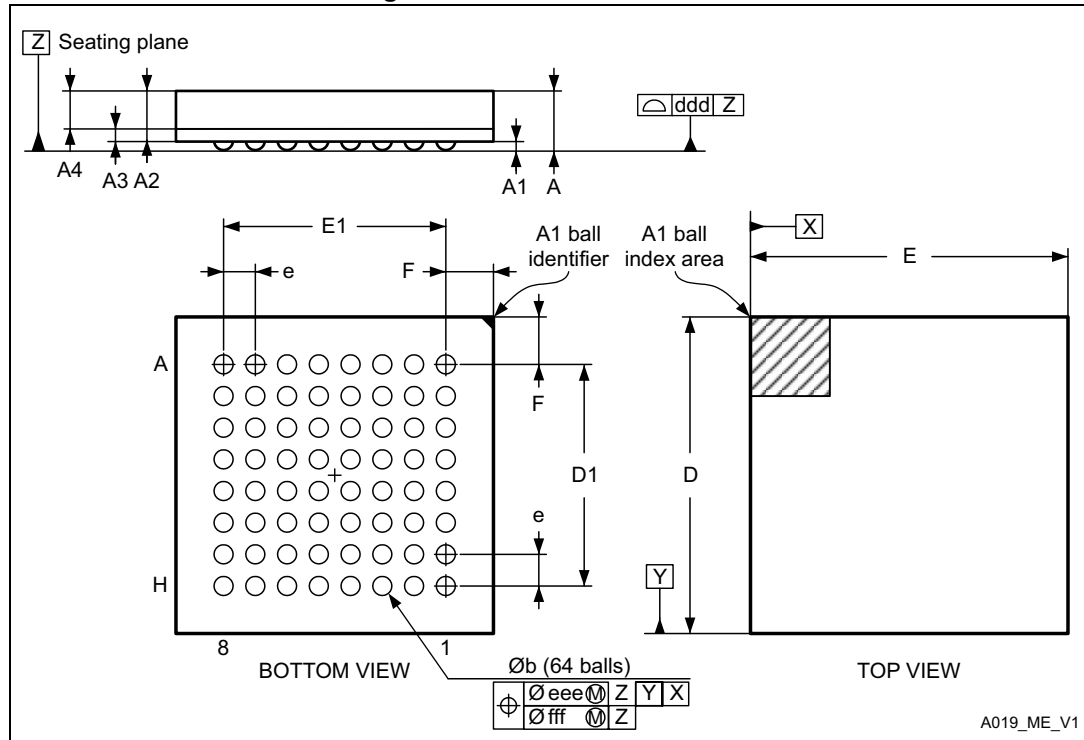 Z Seating plane
ddd Z
A4
A3 A2
A1 A
E1
A1 ball
identifier
A1 ball
index area
X
E
e
F
A
F
D1
D
e
H
Y
8
1
BOTTOM VIEW
Øb (64 balls)
TOP VIEW
Ø eee Ⓜ Z Y X
Ø fff Ⓜ Z
A019_ME_V1